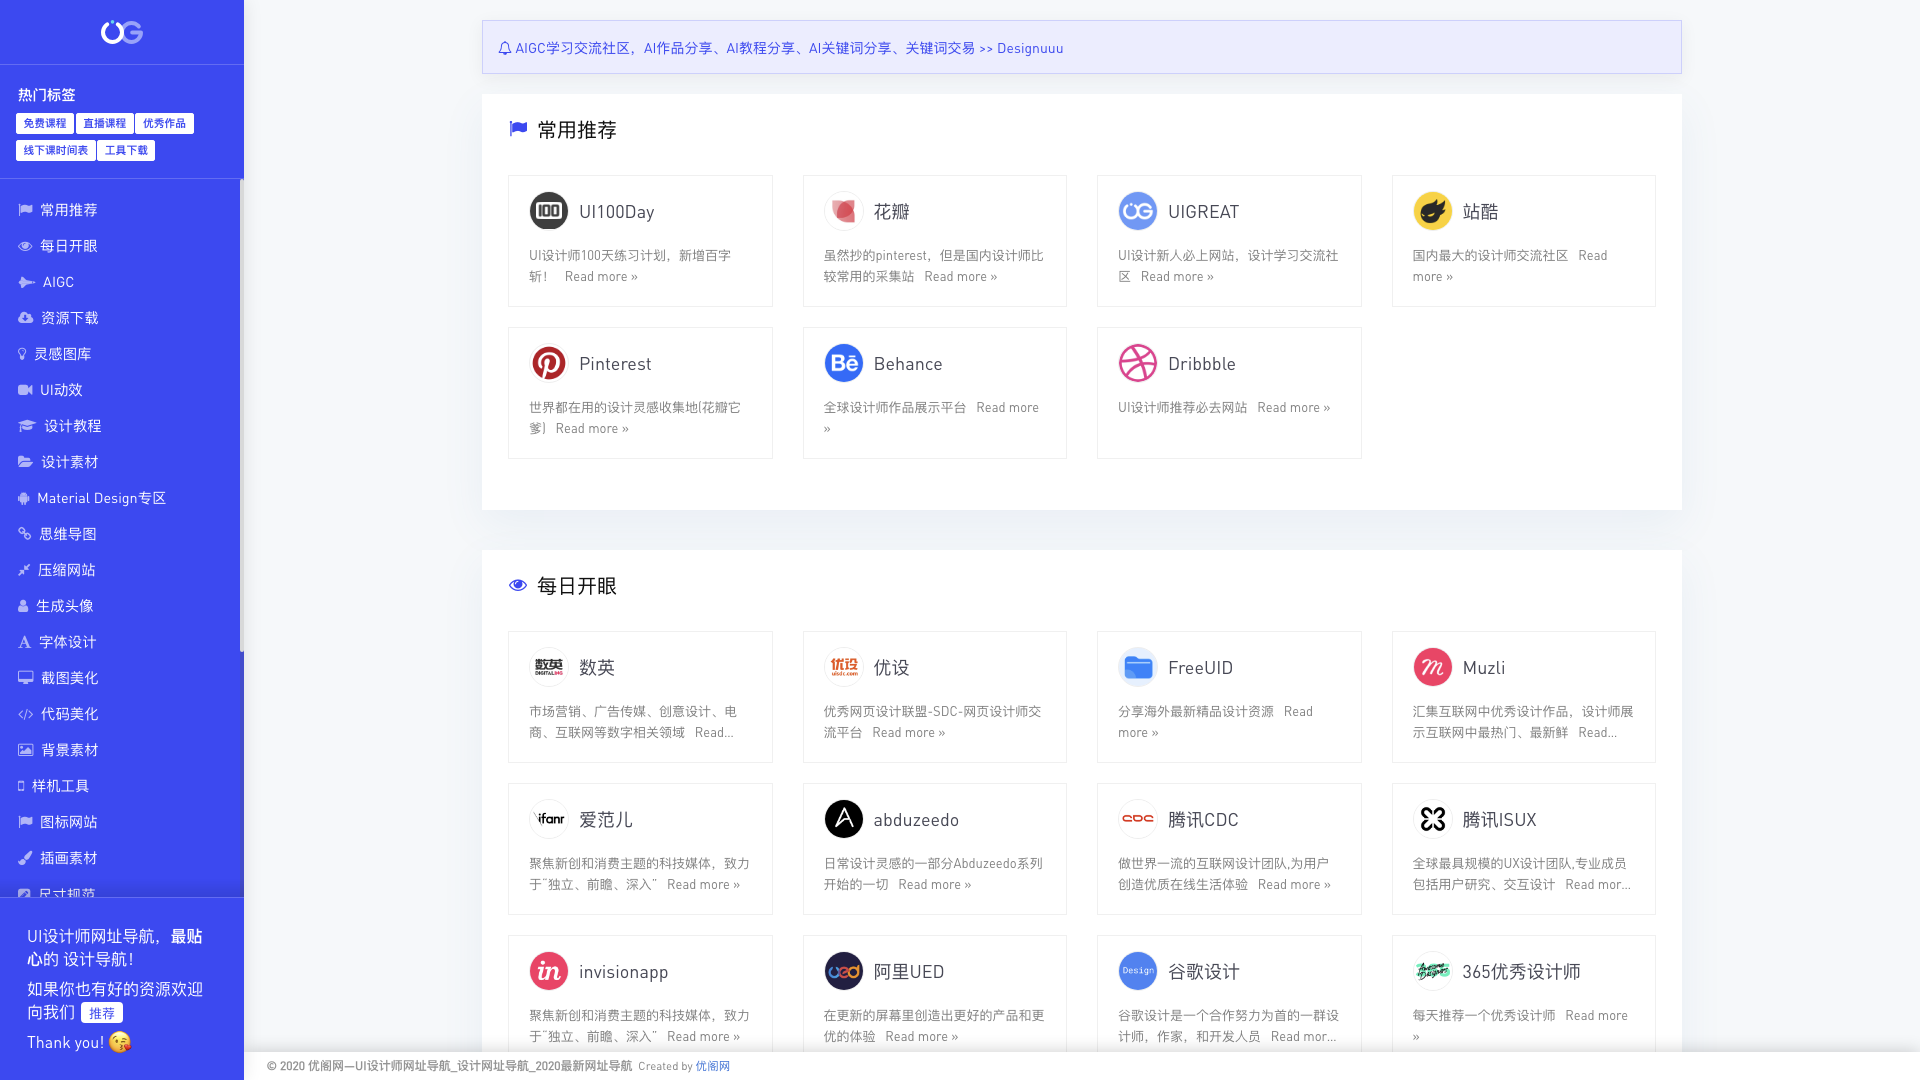 UG
热门标签
免费课程 直播课程 优秀作品
线下课时间表 工具下载
常用推荐
每日开眼
AIGC
资源下载
灵感图库
UI动效
设计教程
设计素材
Material Design专区
思维导图
压缩网站
生成头像
字体设计
截图美化
代码美化
背景素材
样机工具
图标网站
插画素材
尺寸规范
UI设计师网址导航，最贴
心的 设计导航！
如果你也有好的资源欢迎
向我们 推荐
Thank you!
AIGC学习交流社区，AI作品分享、AI教程分享、AI关键词分享、关键词交易 >> Designuuu
常用推荐
100
UI100Day
UI设计师100天练习计划，新增百字
斩！ Read more »
花瓣
虽然抄的pinterest，但是国内设计师比
较常用的采集站 Read more »
UG
UIGREAT
UI设计新人必上网站，设计学习交流社
区 Read more »
站酷
国内最大的设计师交流社区 Read
more »
Pinterest
世界都在用的设计灵感收集地(花瓣它
爹) Read more »
Bē
Behance
全球设计师作品展示平台 Read more
»
Dribbble
UI设计师推荐必去网站 Read more »
每日开眼
数英
DIGITALING
数英
市场营销、广告传媒、创意设计、电
商、互联网等数字相关领域 Read...
优设
uisdc.com
优设
优秀网页设计联盟-SDC-网页设计师交
流平台 Read more »
FreeUID
分享海外最新精品设计资源 Read
more »
m
Muzli
汇集互联网中优秀设计作品，设计师展
示互联网中最热门、最新鲜 Read...
ifanr
爱范儿
聚焦新创和消费主题的科技媒体，致力
于“独立、前瞻、深入” Read more »
abduzeedo
日常设计灵感的一部分Abduzeedo系列
开始的一切 Read more »
CDC
腾讯CDC
做世界一流的互联网设计团队,为用户
创造优质在线生活体验 Read more »
腾讯ISUX
全球最具规模的UX设计团队,专业成员
包括用户研究、交互设计 Read mor...
in
invisionapp
聚焦新创和消费主题的科技媒体，致力
于“独立、前瞻、深入” Read more »
ued
阿里UED
在更新的屏幕里创造出更好的产品和更
优的体验 Read more »
Design
谷歌设计
谷歌设计是一个合作努力为首的一群设
计师，作家，和开发人员 Read mor...
365优秀设计师
每天推荐一个优秀设计师 Read more
»
© 2020 优阁网—UI设计师网址导航_设计网址导航_2020最新网址导航 Created by 优阁网